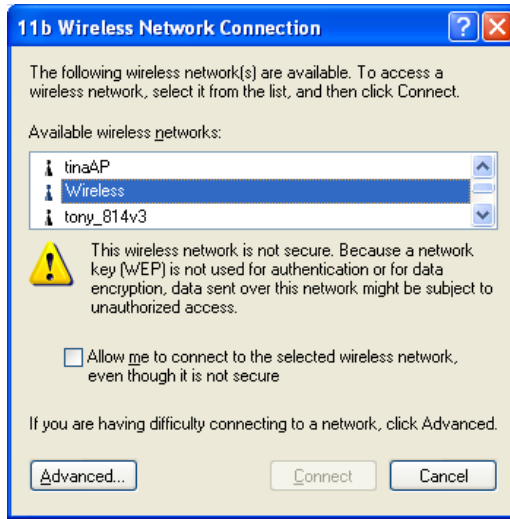 11b Wireless Network Connection
The following wireless network(s) are available. To access a
wireless network, select it from the list, and then click Connect.
Available wireless networks:
tinaAP
Wireless
tony_814v3
This wireless network is not secure. Because a network
key (WEP) is not used for authentication or for data
encryption, data sent over this network might be subject to
unauthorized access.
Allow me to connect to the selected wireless network,
even though it is not secure
If you are having difficulty connecting to a network, click Advanced.
Advanced... Connect Cancel